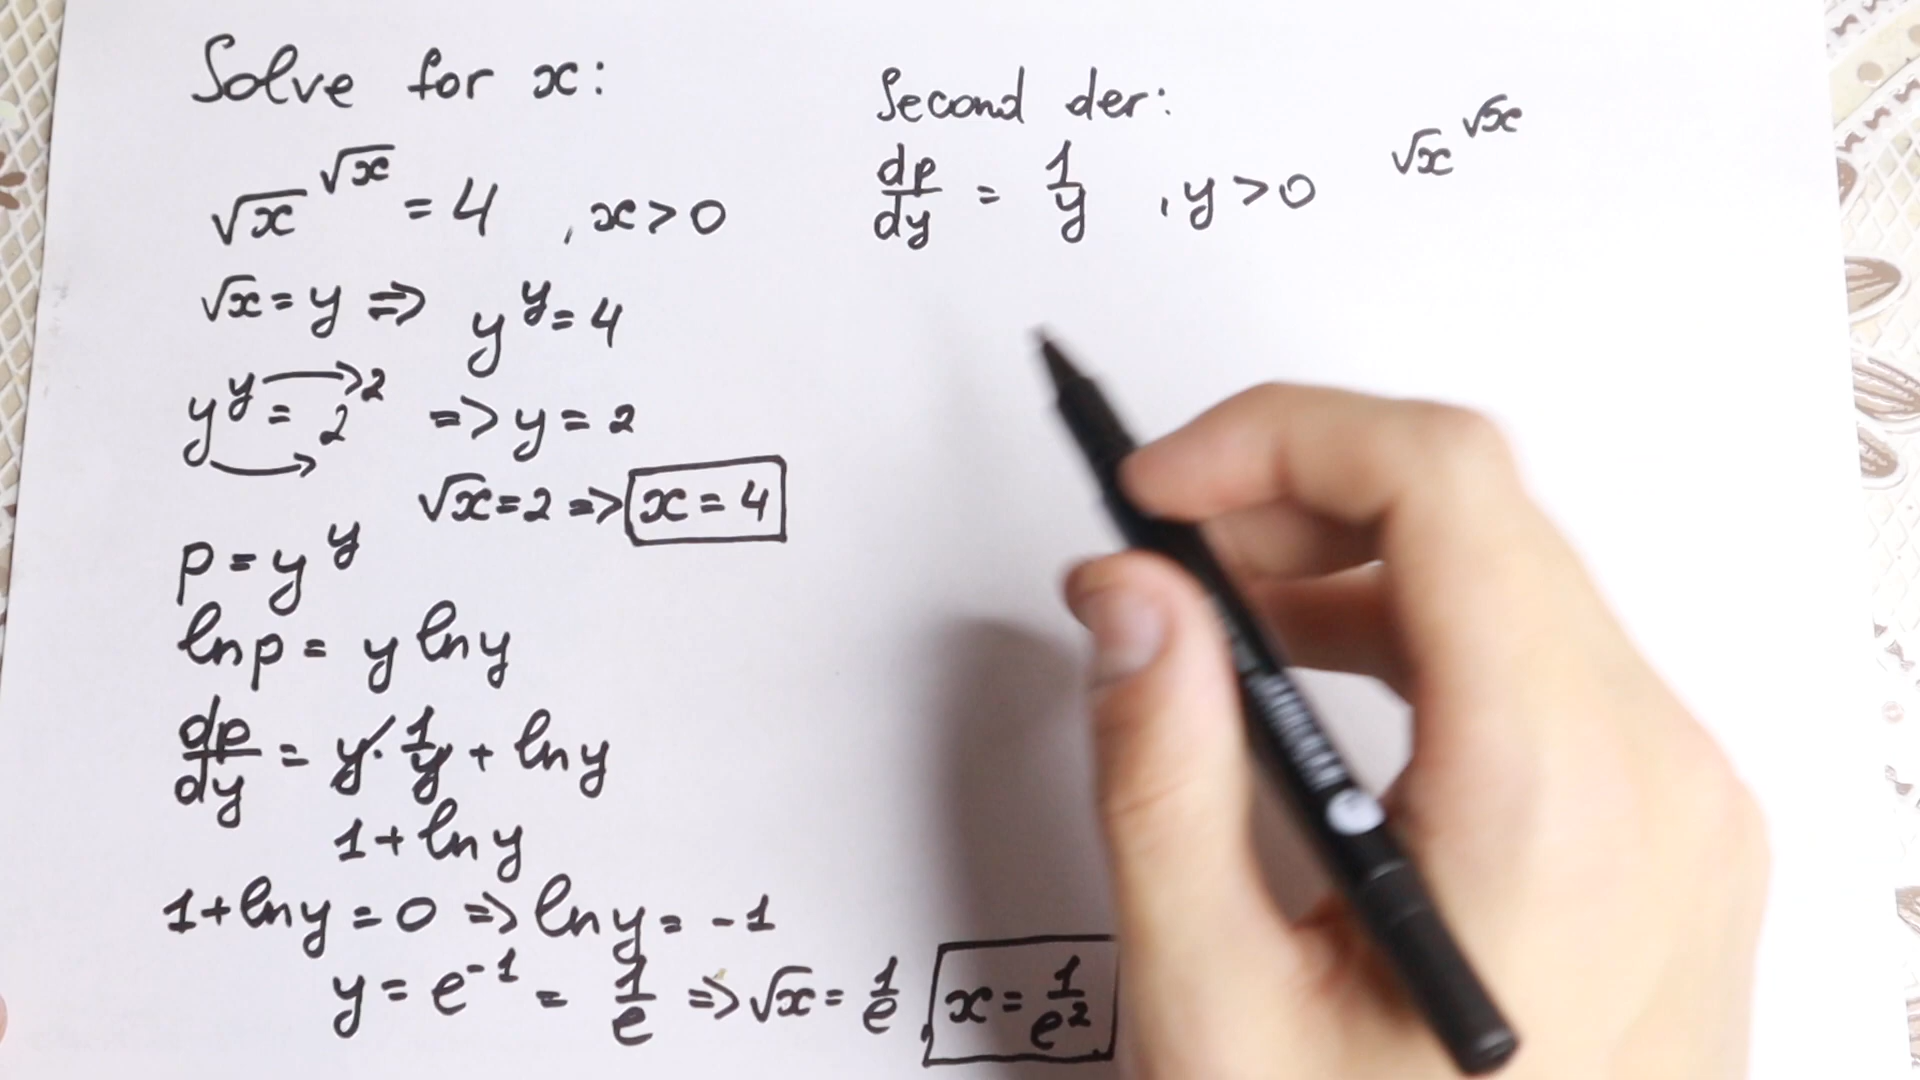 Solve for x:
√x^√x = 4 , x > 0
√x = y => y^y = 4
y^y = 2^2 => y = 2
√x = 2 => x = 4
p = y^y
ln p = y ln y
dp/dy = y · 1/y + ln y
1 + ln y
1 + ln y = 0 => ln y = -1
y = e^-1 = 1/e => √x = 1/e , x = 1/e^2
Second der:
dp/dy = 1/y , y > 0
√x^√x